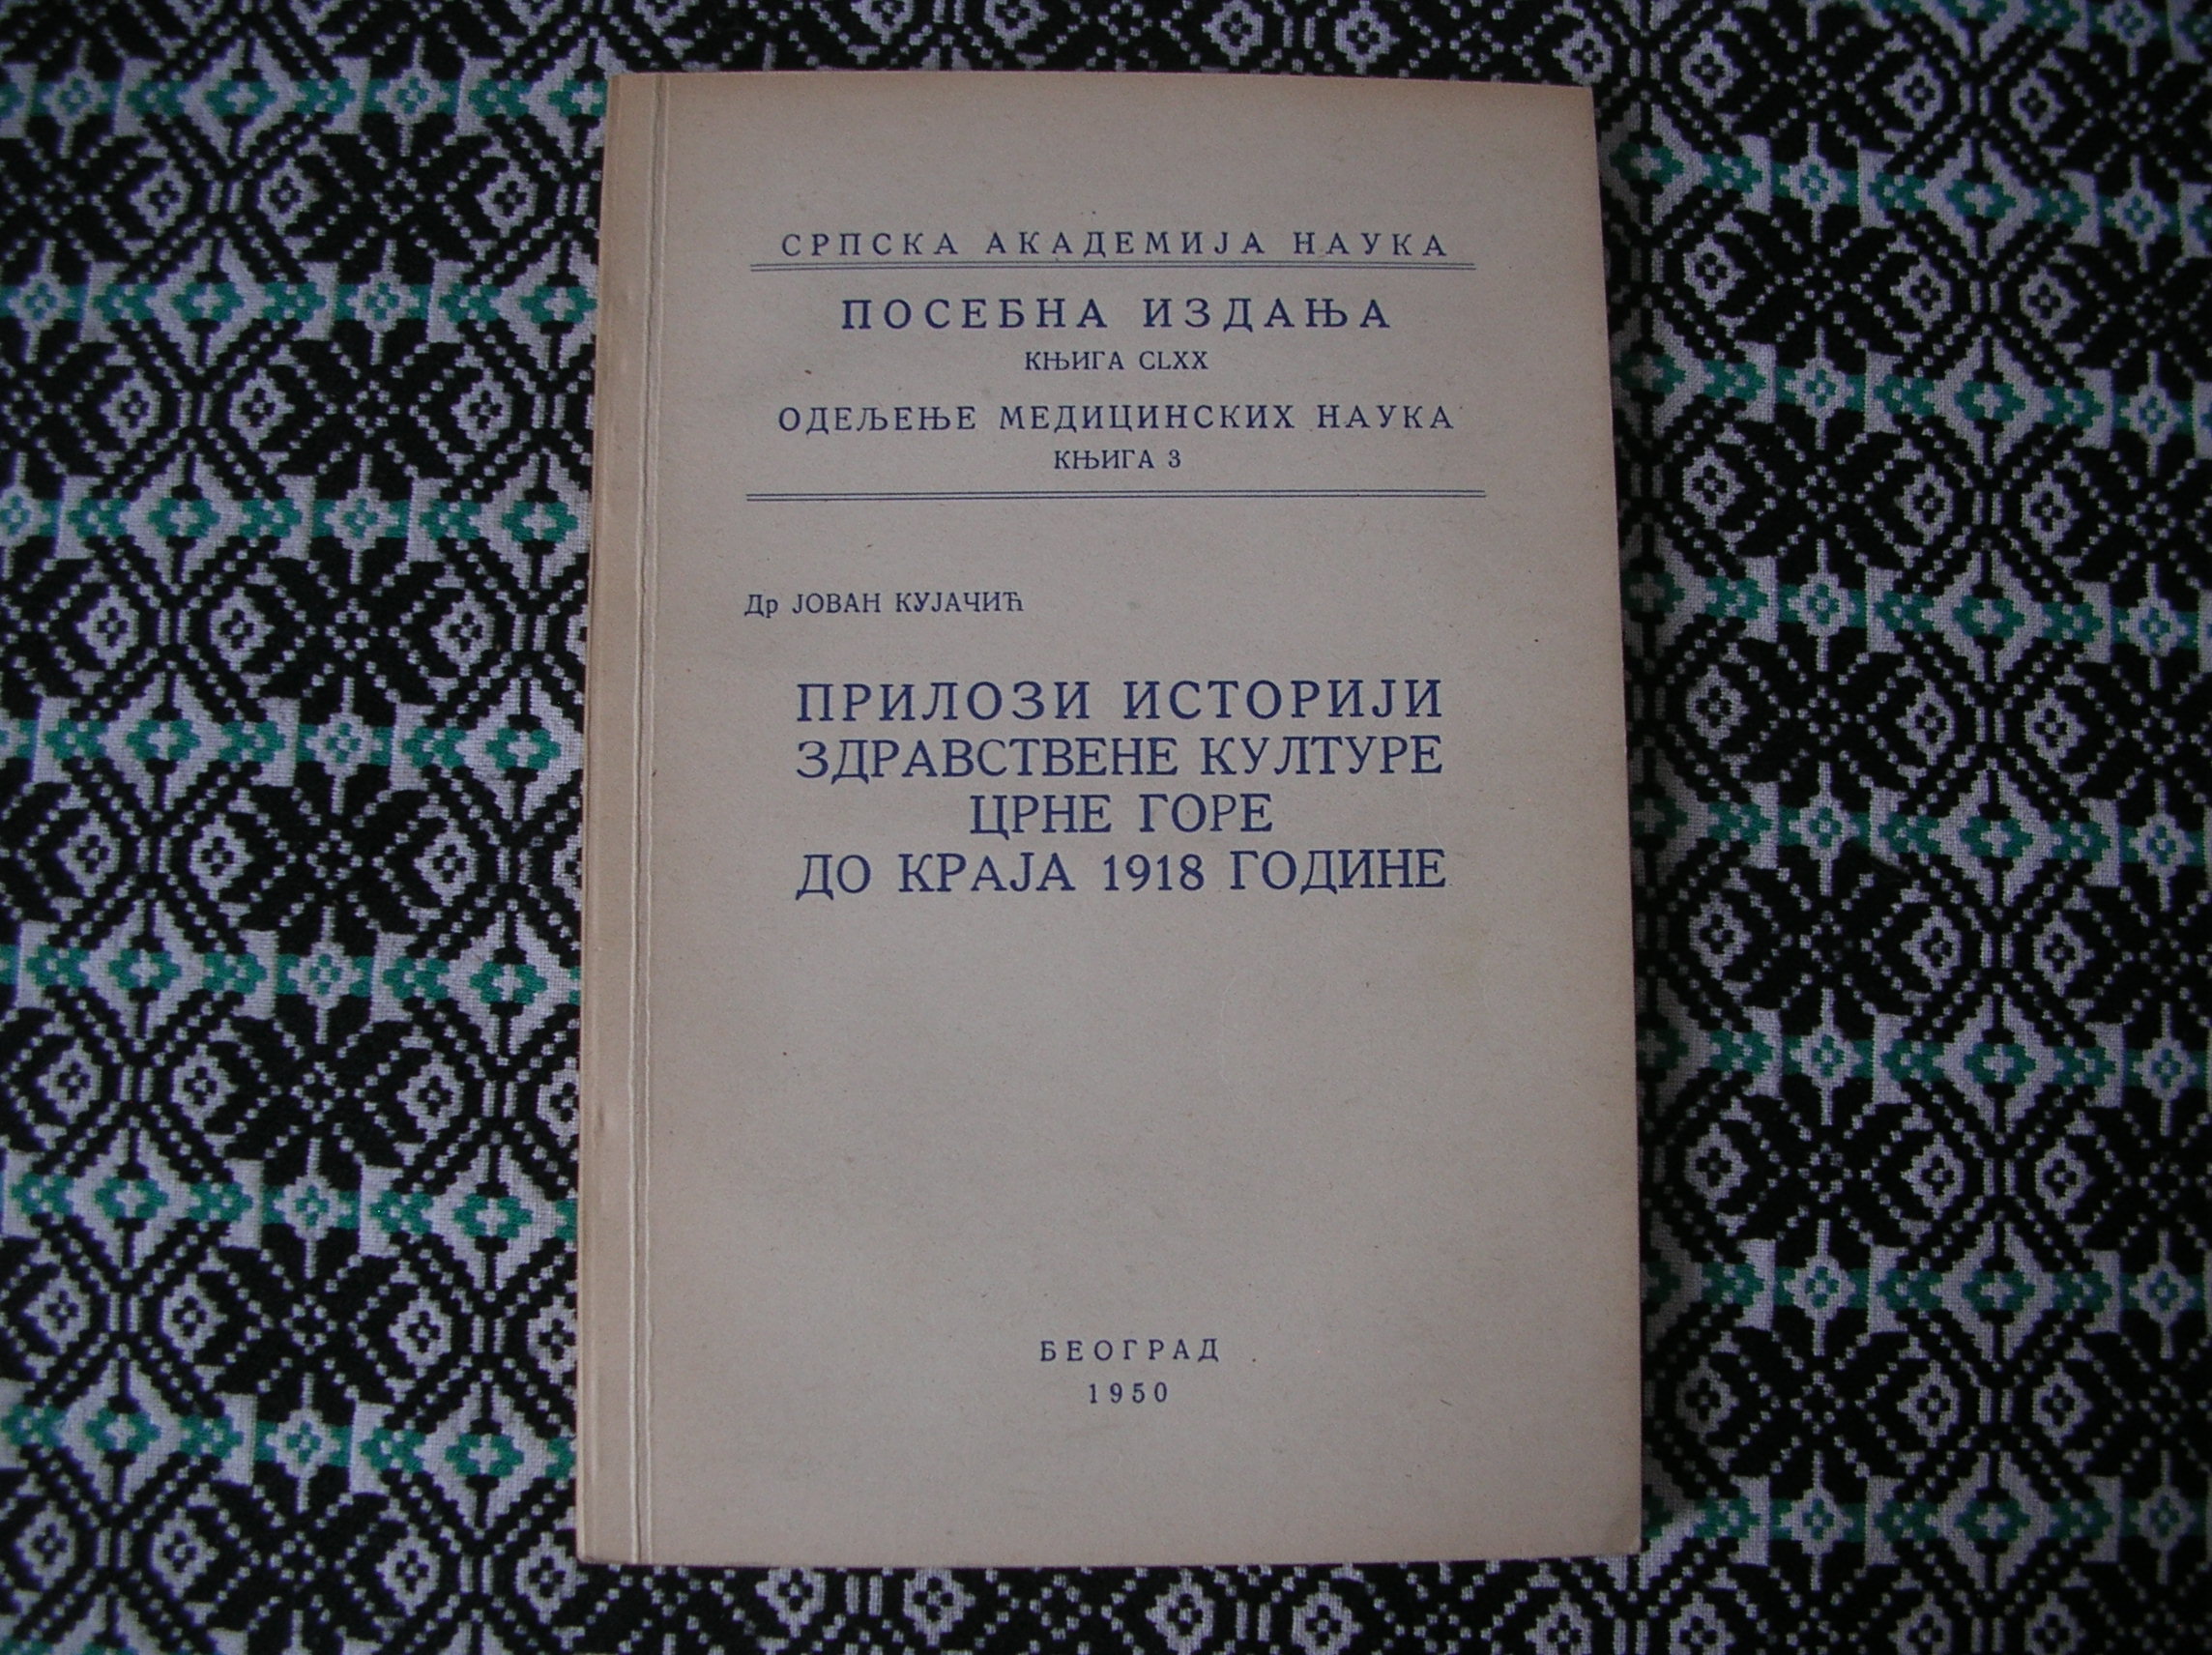 СРПСКА АКАДЕМИЈА НАУКА
ПОСЕБНА ИЗДАЊА
КЊИГА CLXX
ОДЕЉЕЊЕ МЕДИЦИНСКИХ НАУКА
КЊИГА 3
Др ЈОВАН КУЈАЧИЋ
ПРИЛОЗИ ИСТОРИЈИ
ЗДРАВСТВЕНЕ КУЛТУРЕ
ЦРНЕ ГОРЕ
ДО КРАЈА 1918 ГОДИНЕ
БЕОГРАД
1950